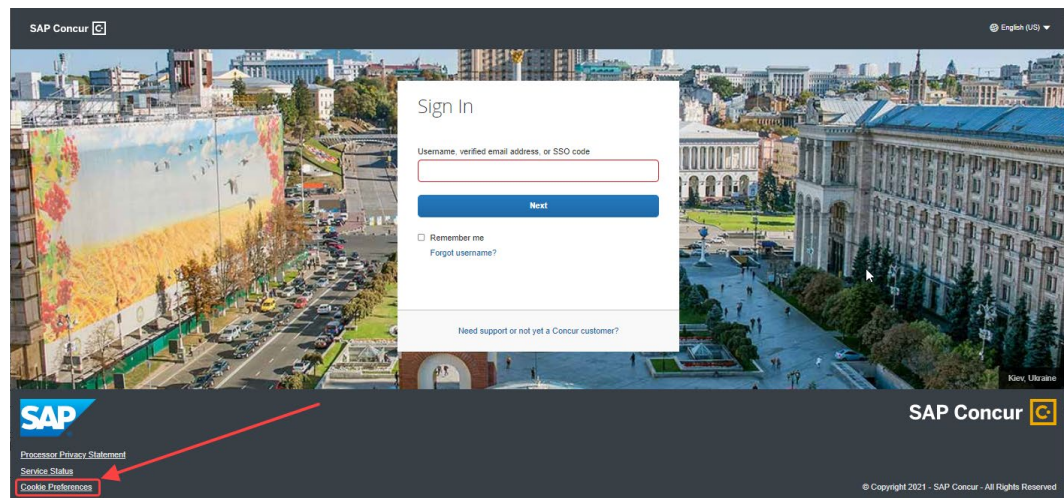 SAP Concur C
English (US)
Sign In
Username, verified email address, or SSO code
Next
Remember me
Forgot username?
Need support or not yet a Concur customer?
Kiev, Ukraine
SAP
SAP Concur C
Processor Privacy Statement
Service Status
Cookie Preferences
© Copyright 2021 - SAP Concur - All Rights Reserved